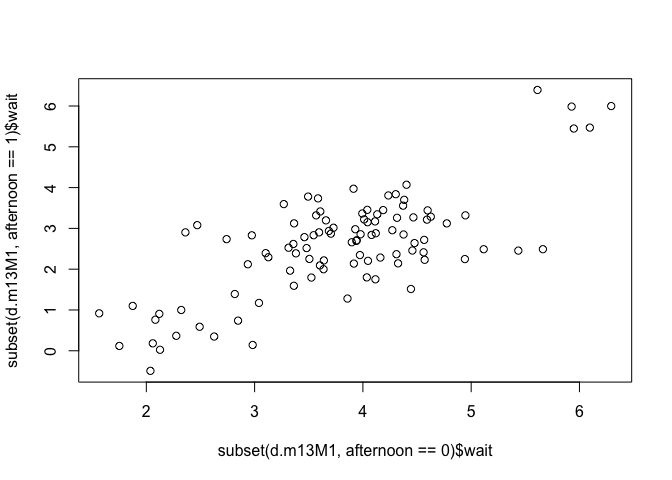 subset(d.m13M1, afternoon == 1)$wait
6
5
4
3
2
1
0
2 3 4 5 6
subset(d.m13M1, afternoon == 0)$wait